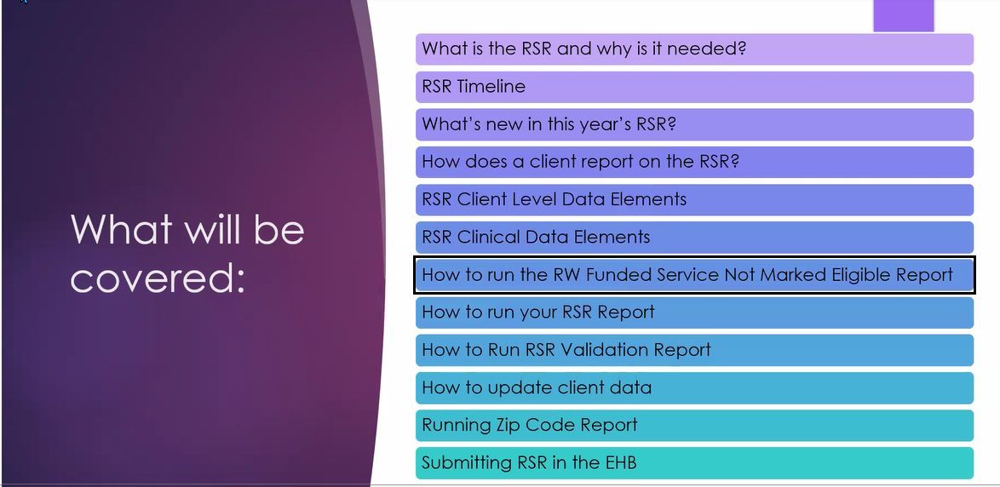 What will be
covered:
What is the RSR and why is it needed?
RSR Timeline
What's new in this year's RSR?
How does a client report on the RSR?
RSR Client Level Data Elements
RSR Clinical Data Elements
How to run the RW Funded Service Not Marked Eligible Report
How to run your RSR Report
How to Run RSR Validation Report
How to update client data
Running Zip Code Report
Submitting RSR in the EHB